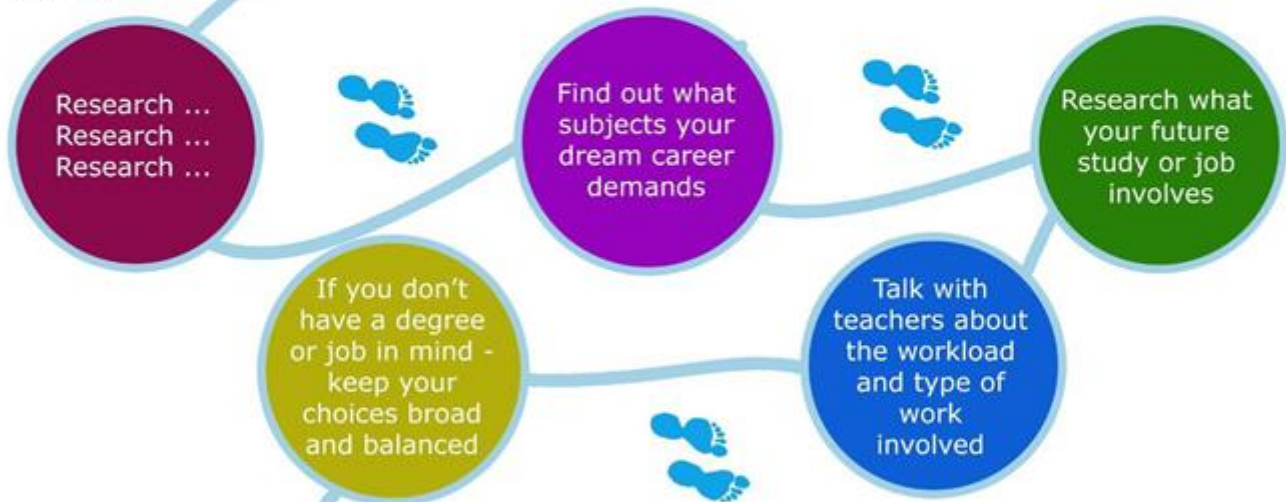 Research ...
Research ...
Research ...
Find out what
subjects your
dream career
demands
Research what
your future
study or job
involves
Talk with
teachers about
the workload
and type of
work
involved
If you don't
have a degree
or job in mind -
keep your
choices broad
and balanced